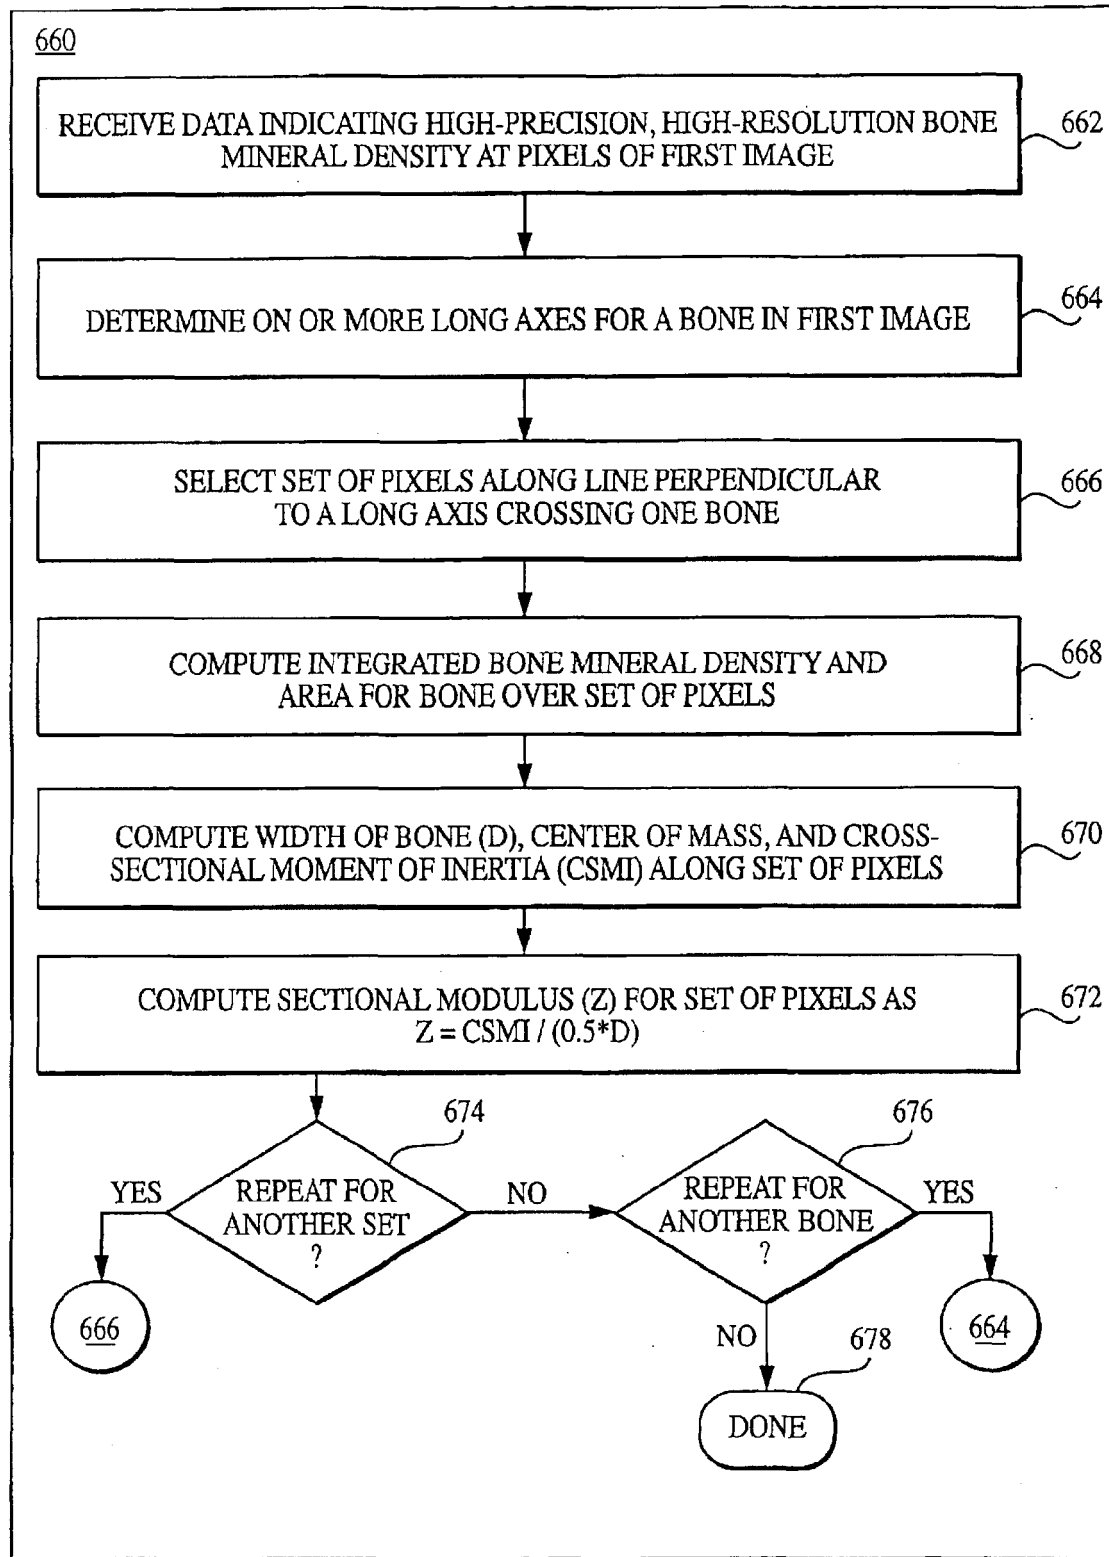 660
RECEIVE DATA INDICATING HIGH-PRECISION, HIGH-RESOLUTION BONE
MINERAL DENSITY AT PIXELS OF FIRST IMAGE
662
DETERMINE ON OR MORE LONG AXES FOR A BONE IN FIRST IMAGE
664
SELECT SET OF PIXELS ALONG LINE PERPENDICULAR
TO A LONG AXIS CROSSING ONE BONE
666
COMPUTE INTEGRATED BONE MINERAL DENSITY AND
AREA FOR BONE OVER SET OF PIXELS
668
COMPUTE WIDTH OF BONE (D), CENTER OF MASS, AND CROSS-
SECTIONAL MOMENT OF INERTIA (CSMI) ALONG SET OF PIXELS
670
COMPUTE SECTIONAL MODULUS (Z) FOR SET OF PIXELS AS
Z = CSMI / (0.5*D)
672
674
REPEAT FOR
ANOTHER SET
?
YES
NO
666
676
REPEAT FOR
ANOTHER BONE
?
YES
NO
664
678
DONE